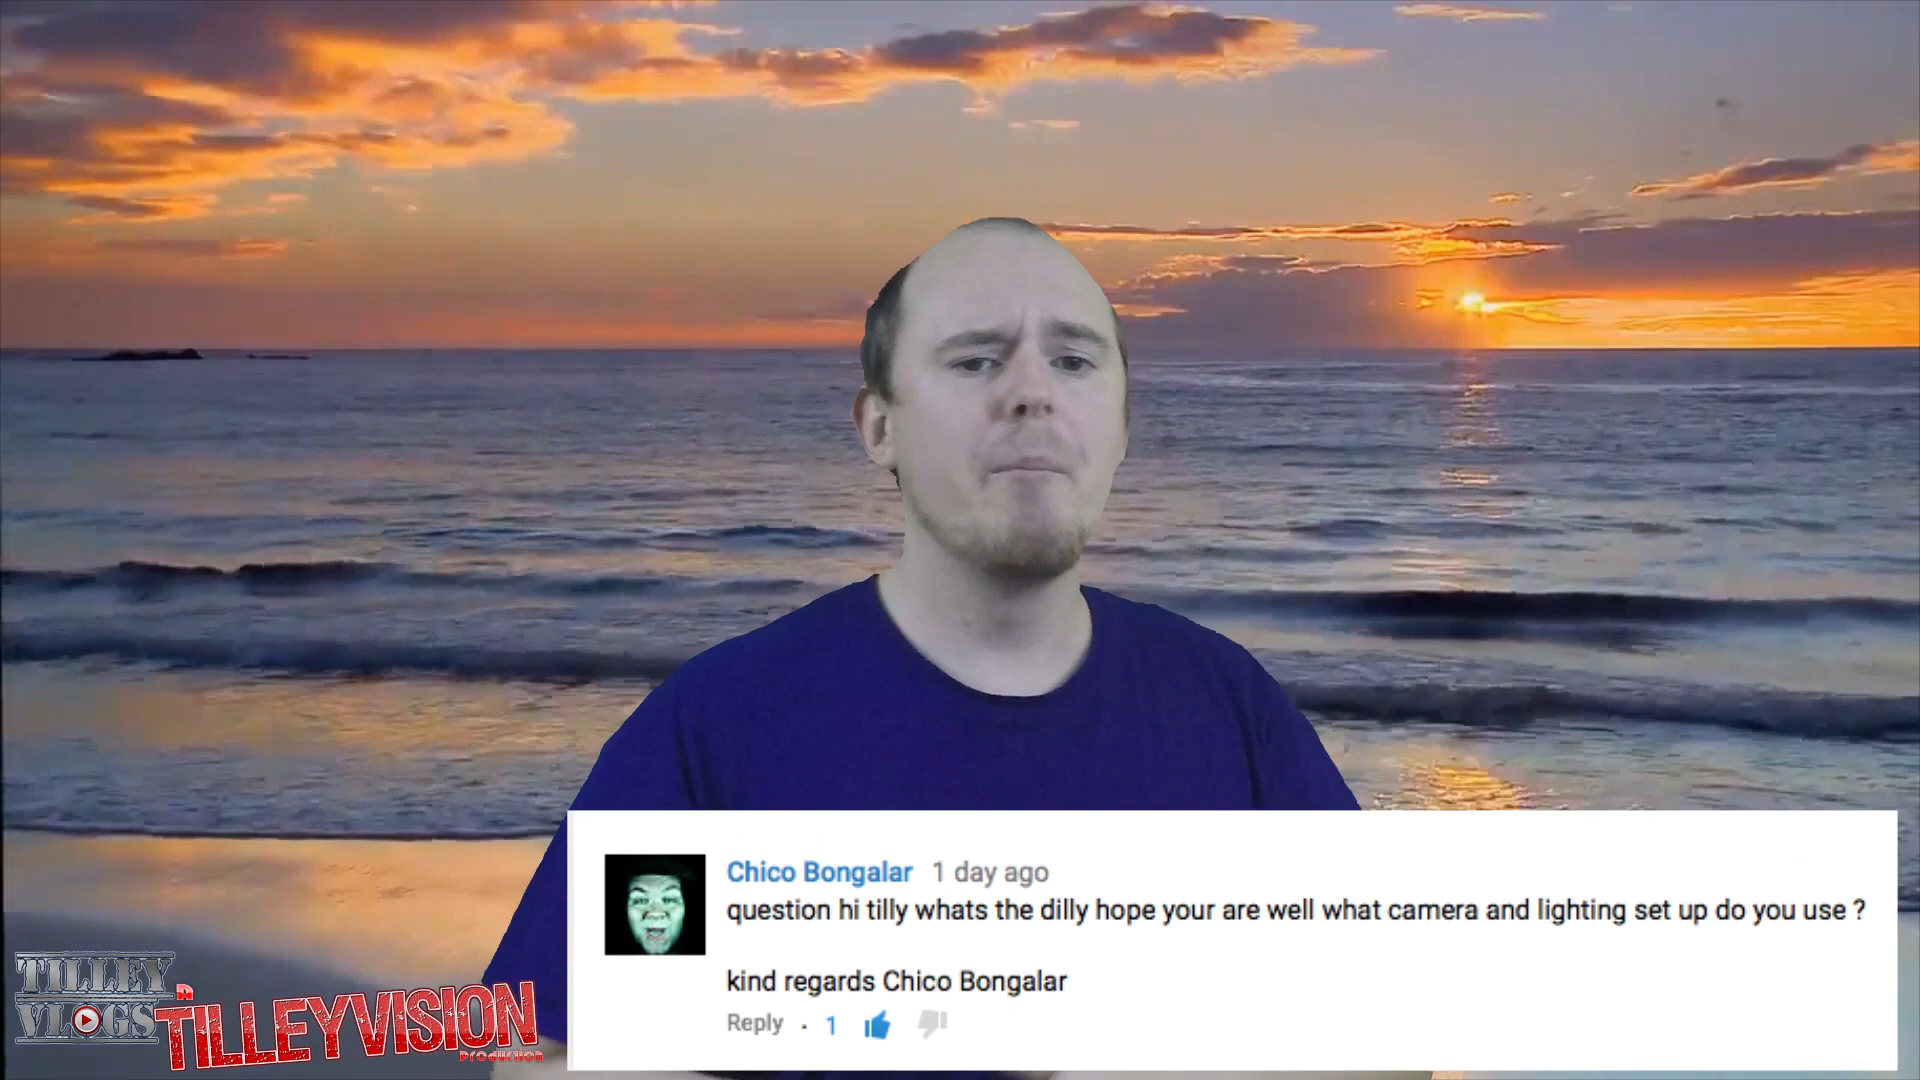 Chico Bongalar 1 day ago
question hi tilly whats the dilly hope your are well what camera and lighting set up do you use ?
kind regards Chico Bongalar
Reply . 1
TILLEY
VLOGS
A
TILLEYVISION
PRODUCTION